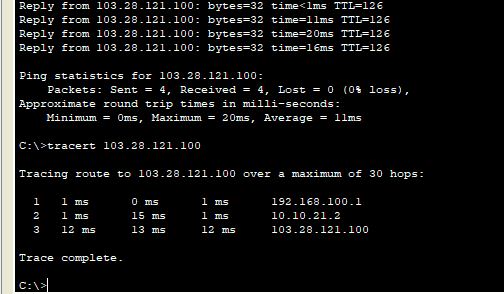 Reply from 103.28.121.100: bytes=32 time<1ms TTL=126
Reply from 103.28.121.100: bytes=32 time=11ms TTL=126
Reply from 103.28.121.100: bytes=32 time=20ms TTL=126
Reply from 103.28.121.100: bytes=32 time=16ms TTL=126
Ping statistics for 103.28.121.100:
Packets: Sent = 4, Received = 4, Lost = 0 (0% loss),
Approximate round trip times in milli-seconds:
Minimum = 0ms, Maximum = 20ms, Average = 11ms
C:\>tracert 103.28.121.100
Tracing route to 103.28.121.100 over a maximum of 30 hops:
1 1 ms 0 ms 1 ms 192.168.100.1
2 1 ms 15 ms 1 ms 10.10.21.2
3 12 ms 13 ms 12 ms 103.28.121.100
Trace complete.
C:\>